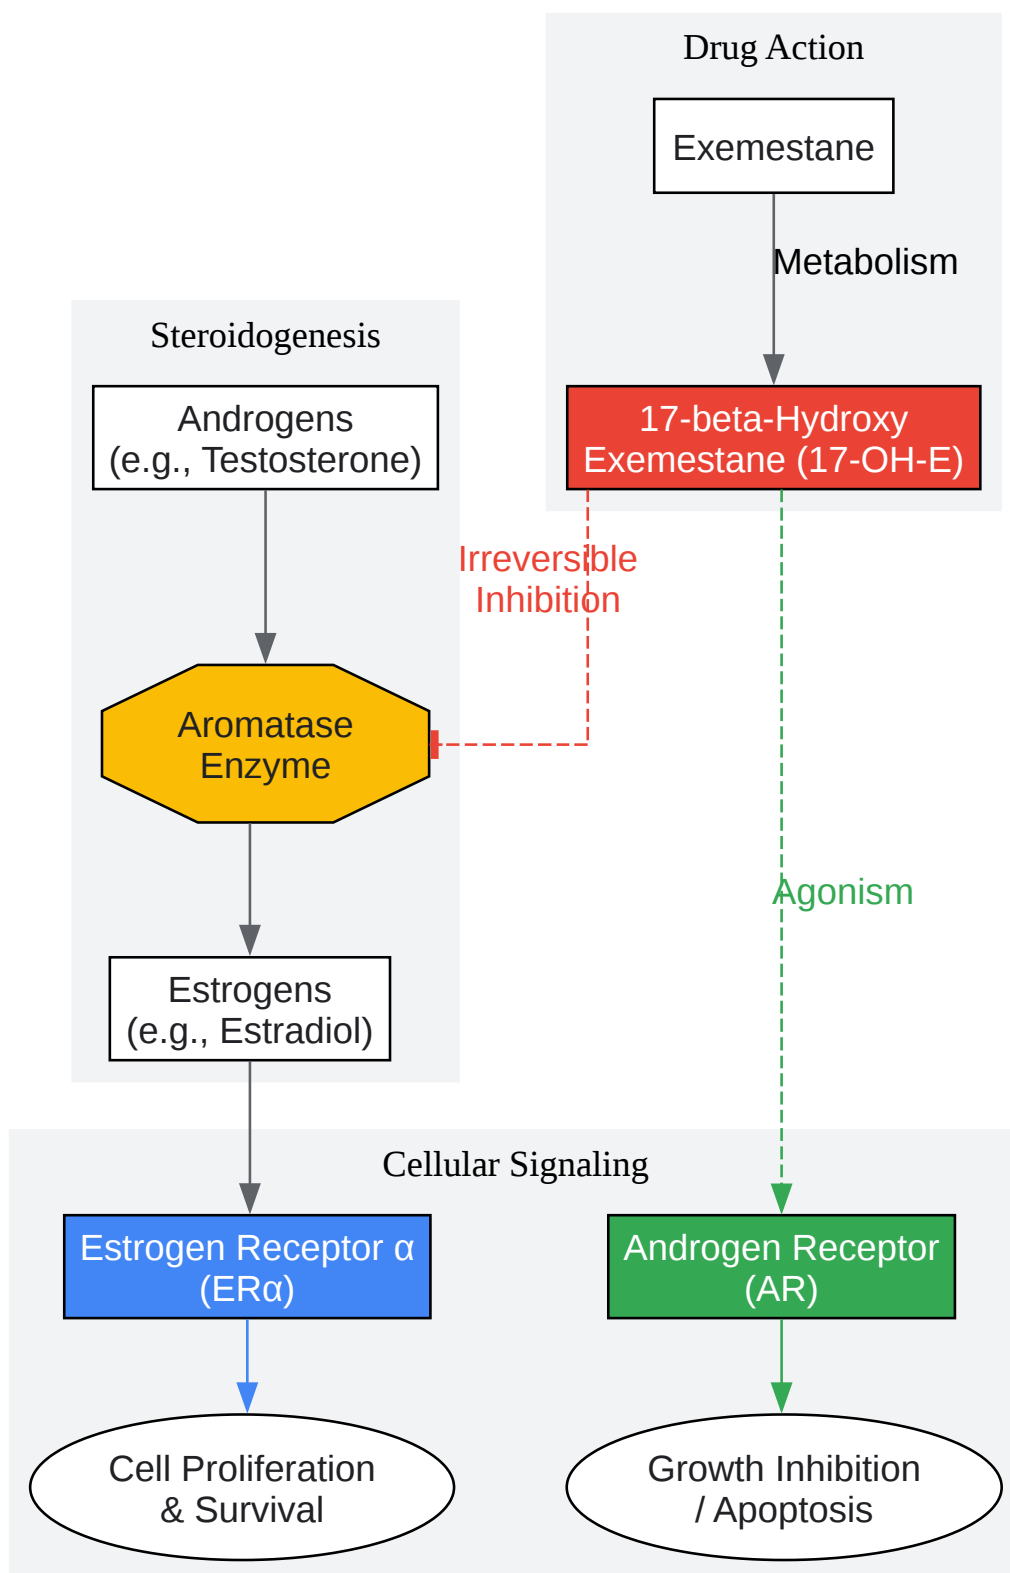 Drug Action
Exemestane
Metabolism
Steroidogenesis
Androgens
(e.g., Testosterone)
17-beta-Hydroxy
Exemestane (17-OH-E)
Irreversible
Inhibition
Aromatase
Enzyme
Agonism
Estrogens
(e.g., Estradiol)
Cellular Signaling
Estrogen Receptor α
(ERα)
Androgen Receptor
(AR)
Cell Proliferation
& Survival
Growth Inhibition
/ Apoptosis